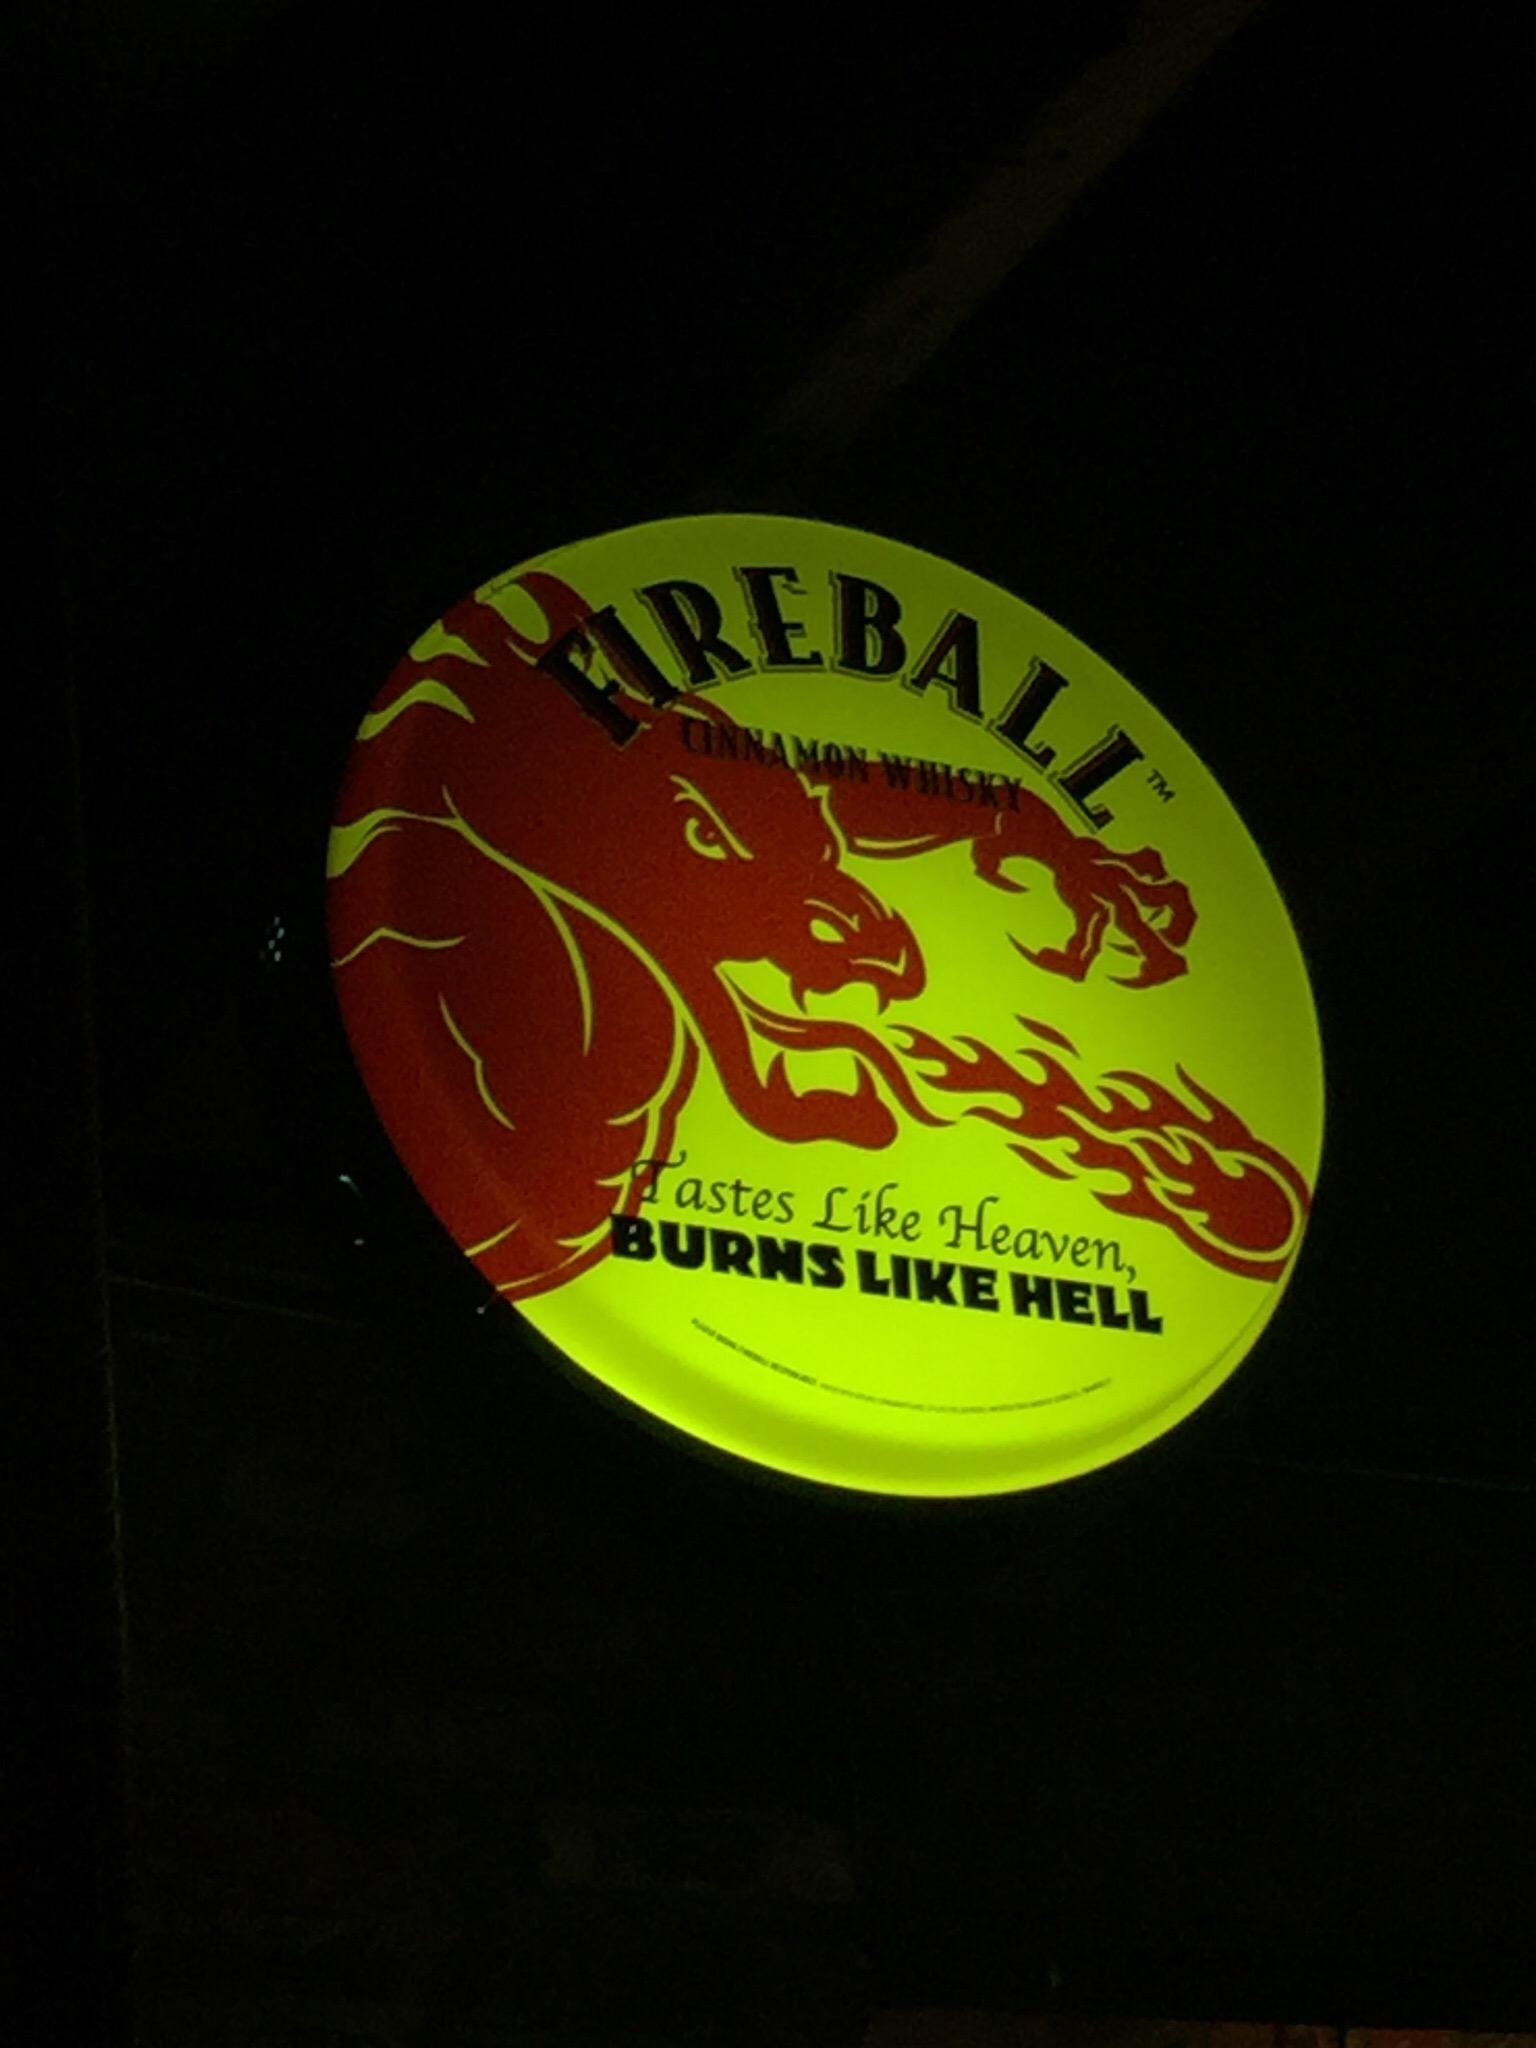 FIREBALL™
CINNAMON WHISKY
Tastes Like Heaven,
BURNS LIKE HELL